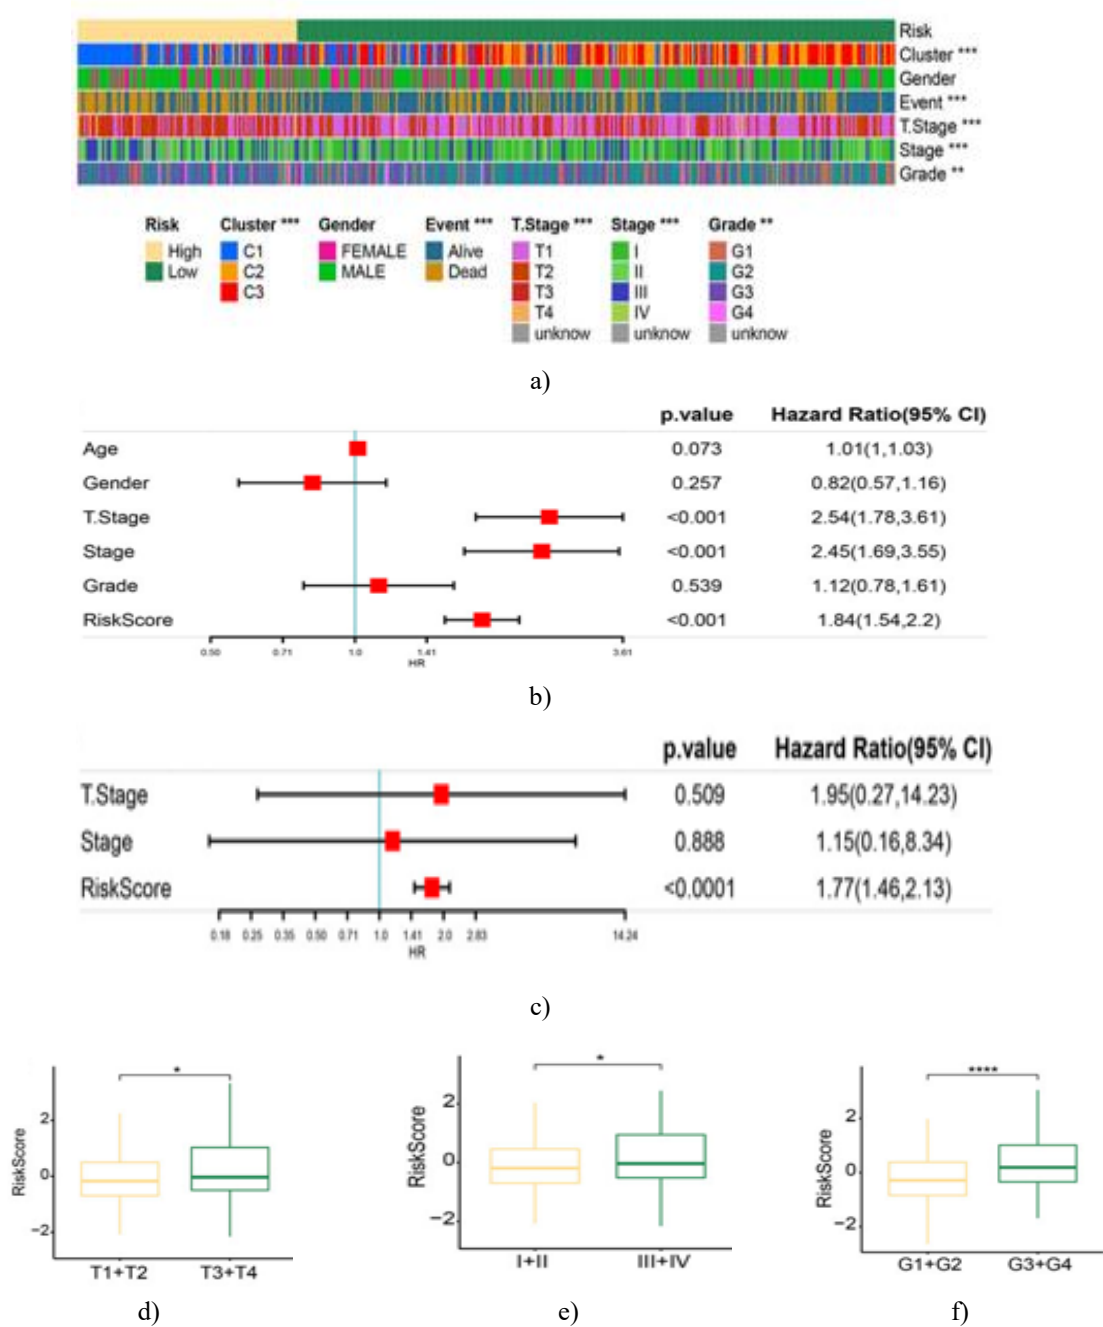 Risk
Cluster ***
Gender
Event ***
T.Stage ***
Stage ***
Grade **
Risk Cluster *** Gender Event *** T.Stage *** Stage *** Grade **
High C1 FEMALE Alive T1 I G1
Low C2 MALE Dead T2 II G2
C3 T3 III G3
T4 IV G4
unknow unknow unknow
a)
p.value Hazard Ratio(95% CI)
Age 0.073 1.01(1,1.03)
Gender 0.257 0.82(0.57,1.16)
T.Stage <0.001 2.54(1.78,3.61)
Stage <0.001 2.45(1.69,3.55)
Grade 0.539 1.12(0.78,1.61)
RiskScore <0.001 1.84(1.54,2.2)
0.50 0.71 1.0 1.41 3.61
HR
b)
p.value Hazard Ratio(95% CI)
T.Stage 0.509 1.95(0.27,14.23)
Stage 0.888 1.15(0.16,8.34)
RiskScore <0.0001 1.77(1.46,2.13)
0.18 0.25 0.35 0.50 0.71 1.0 1.41 2.0 2.83 14.24
HR
c)
RiskScore
*
2
0
−2
T1+T2 T3+T4
d)
RiskScore
*
2
0
−2
I+II III+IV
e)
RiskScore
****
2
0
−2
G1+G2 G3+G4
f)